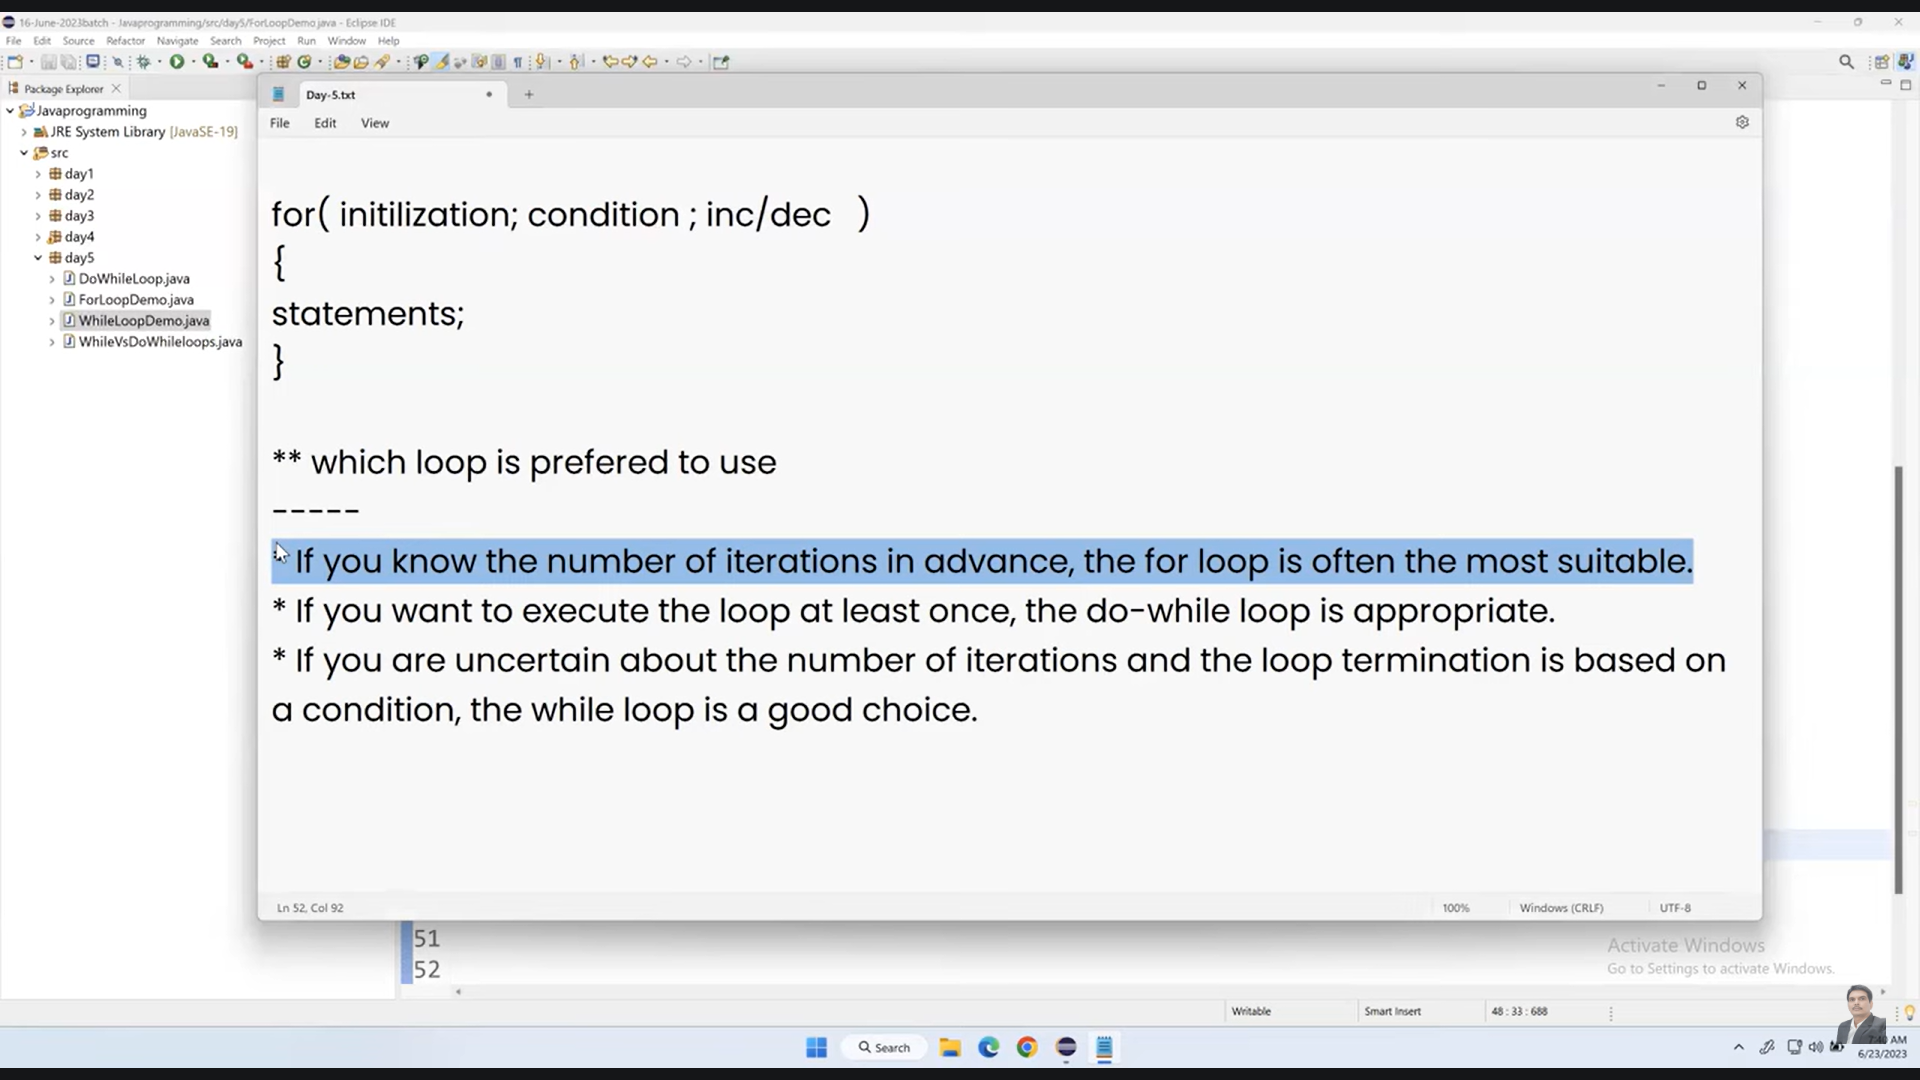 16-June-2023batch - Javaprogramming/src/day5/ForLoopDemo.java - Eclipse IDE
File Edit Source Refactor Navigate Search Project Run Window Help
Package Explorer
Javaprogramming
JRE System Library [JavaSE-19]
src
day1
day2
day3
day4
day5
DoWhileLoop.java
ForLoopDemo.java
WhileLoopDemo.java
WhileVsDoWhileloops.java
Day-5.txt
File Edit View
for( initilization; condition ; inc/dec )
{
statements;
}
** which loop is prefered to use
-----
* If you know the number of iterations in advance, the for loop is often the most suitable.
* If you want to execute the loop at least once, the do-while loop is appropriate.
* If you are uncertain about the number of iterations and the loop termination is based on
a condition, the while loop is a good choice.
Ln 52, Col 92 100% Windows (CRLF) UTF-8
51
52
Activate Windows
Go to Settings to activate Windows.
Writable Smart Insert 48 : 33 : 688
Search
AM
6/23/2023